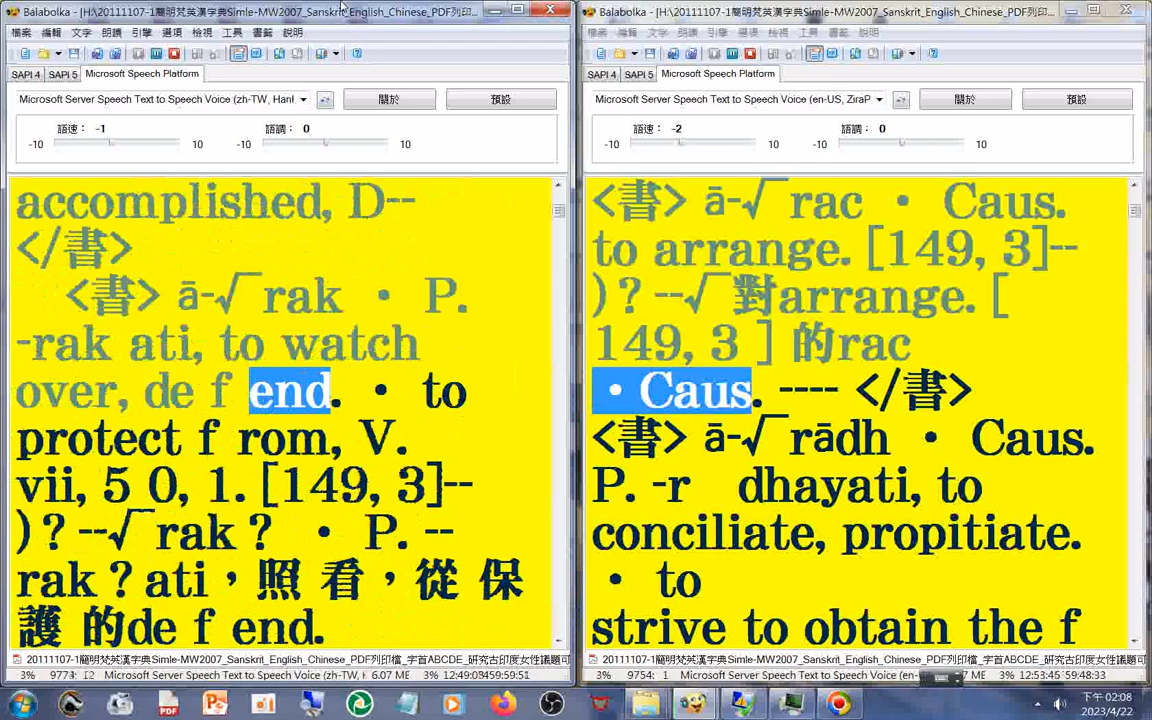 Balabolka - [H:\20111107-1簡明梵英漢字典Simle-MW2007_Sanskrit_English_Chinese_PDF列印...
檔案 編輯 文字 朗讀 引擎 選項 檢視 工具 書籤 說明
SAPI 4 SAPI 5 Microsoft Speech Platform
Microsoft Server Speech Text to Speech Voice (zh-TW, Hanl
關於 預設
語速： -1 語調： 0
-10 10 -10 10
accomplished, D--
</書>
<書> ā-√ rak • P.
-rak ati, to watch
over, de f end. • to
protect f rom, V.
vii, 5 0, 1. [149, 3]--
)? --√ rak ? • P. --
rak ? ati，照 看，從 保
護 的de f end.
20111107-1簡明梵英漢字典Simle-MW2007_Sanskrit_English_Chinese_PDF列印檔_字首ABCDE_研究古印度女性議題可
3% 9773: 12 Microsoft Server Speech Text to Speech Voice (zh-TW, H 6.07 MB 3%
Balabolka - [H:\20111107-1簡明梵英漢字典Simle-MW2007_Sanskrit_English_Chinese_PDF列印...
檔案 編輯 文字 朗讀 引擎 選項 檢視 工具 書籤 說明
SAPI 4 SAPI 5 Microsoft Speech Platform
Microsoft Server Speech Text to Speech Voice (en-US, ZiraP
關於 預設
語速： -2 語調： 0
-10 10 -10 10
<書> ā-√ rac • Caus.
to arrange. [149, 3]--
)? --√ 對arrange. [
149, 3 ] 的rac
• Caus. ---- </書>
<書> ā-√ rādh • Caus.
P. -r dhayati, to
conciliate, propitiate.
• to
strive to obtain the f
20111107-1簡明梵英漢字典Simle-MW2007_Sanskrit_English_Chinese_PDF列印檔_字首ABCDE_研究古印度女性議題可
3% 9754: 1 Microsoft Server Speech Text to Speech Voice (en-US, ZiraP 6.07 MB 3%
下午 02:08
2023/4/22